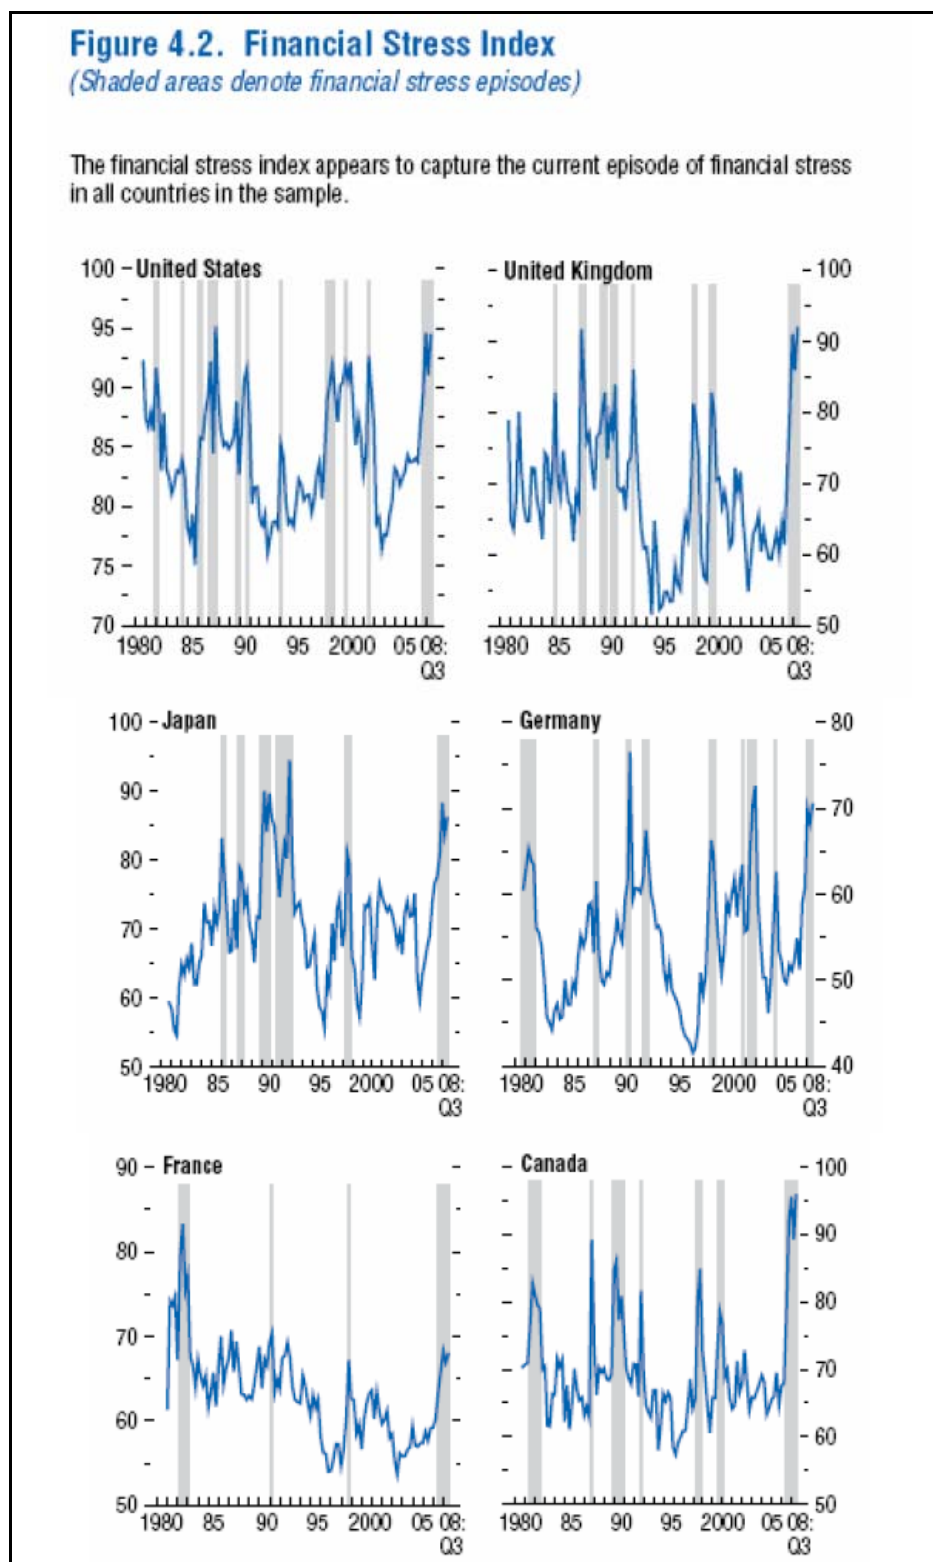 Figure 4.2. Financial Stress Index
(Shaded areas denote financial stress episodes)
The financial stress index appears to capture the current episode of financial stress
in all countries in the sample.
United States
100
95
90
85
80
75
70
1980 85 90 95 2000 05 08:
Q3
United Kingdom
100
90
80
70
60
50
1980 85 90 95 2000 05 08:
Q3
Japan
100
90
80
70
60
50
1980 85 90 95 2000 05 08:
Q3
Germany
80
70
60
50
40
1980 85 90 95 2000 05 08:
Q3
France
90
80
70
60
50
1980 85 90 95 2000 05 08:
Q3
Canada
100
90
80
70
60
50
1980 85 90 95 2000 05 08:
Q3